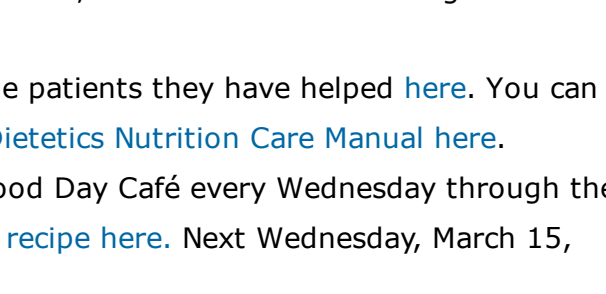 e patients they have helped here. You can
Dietetics Nutrition Care Manual here.
ood Day Café every Wednesday through the
recipe here. Next Wednesday, March 15,